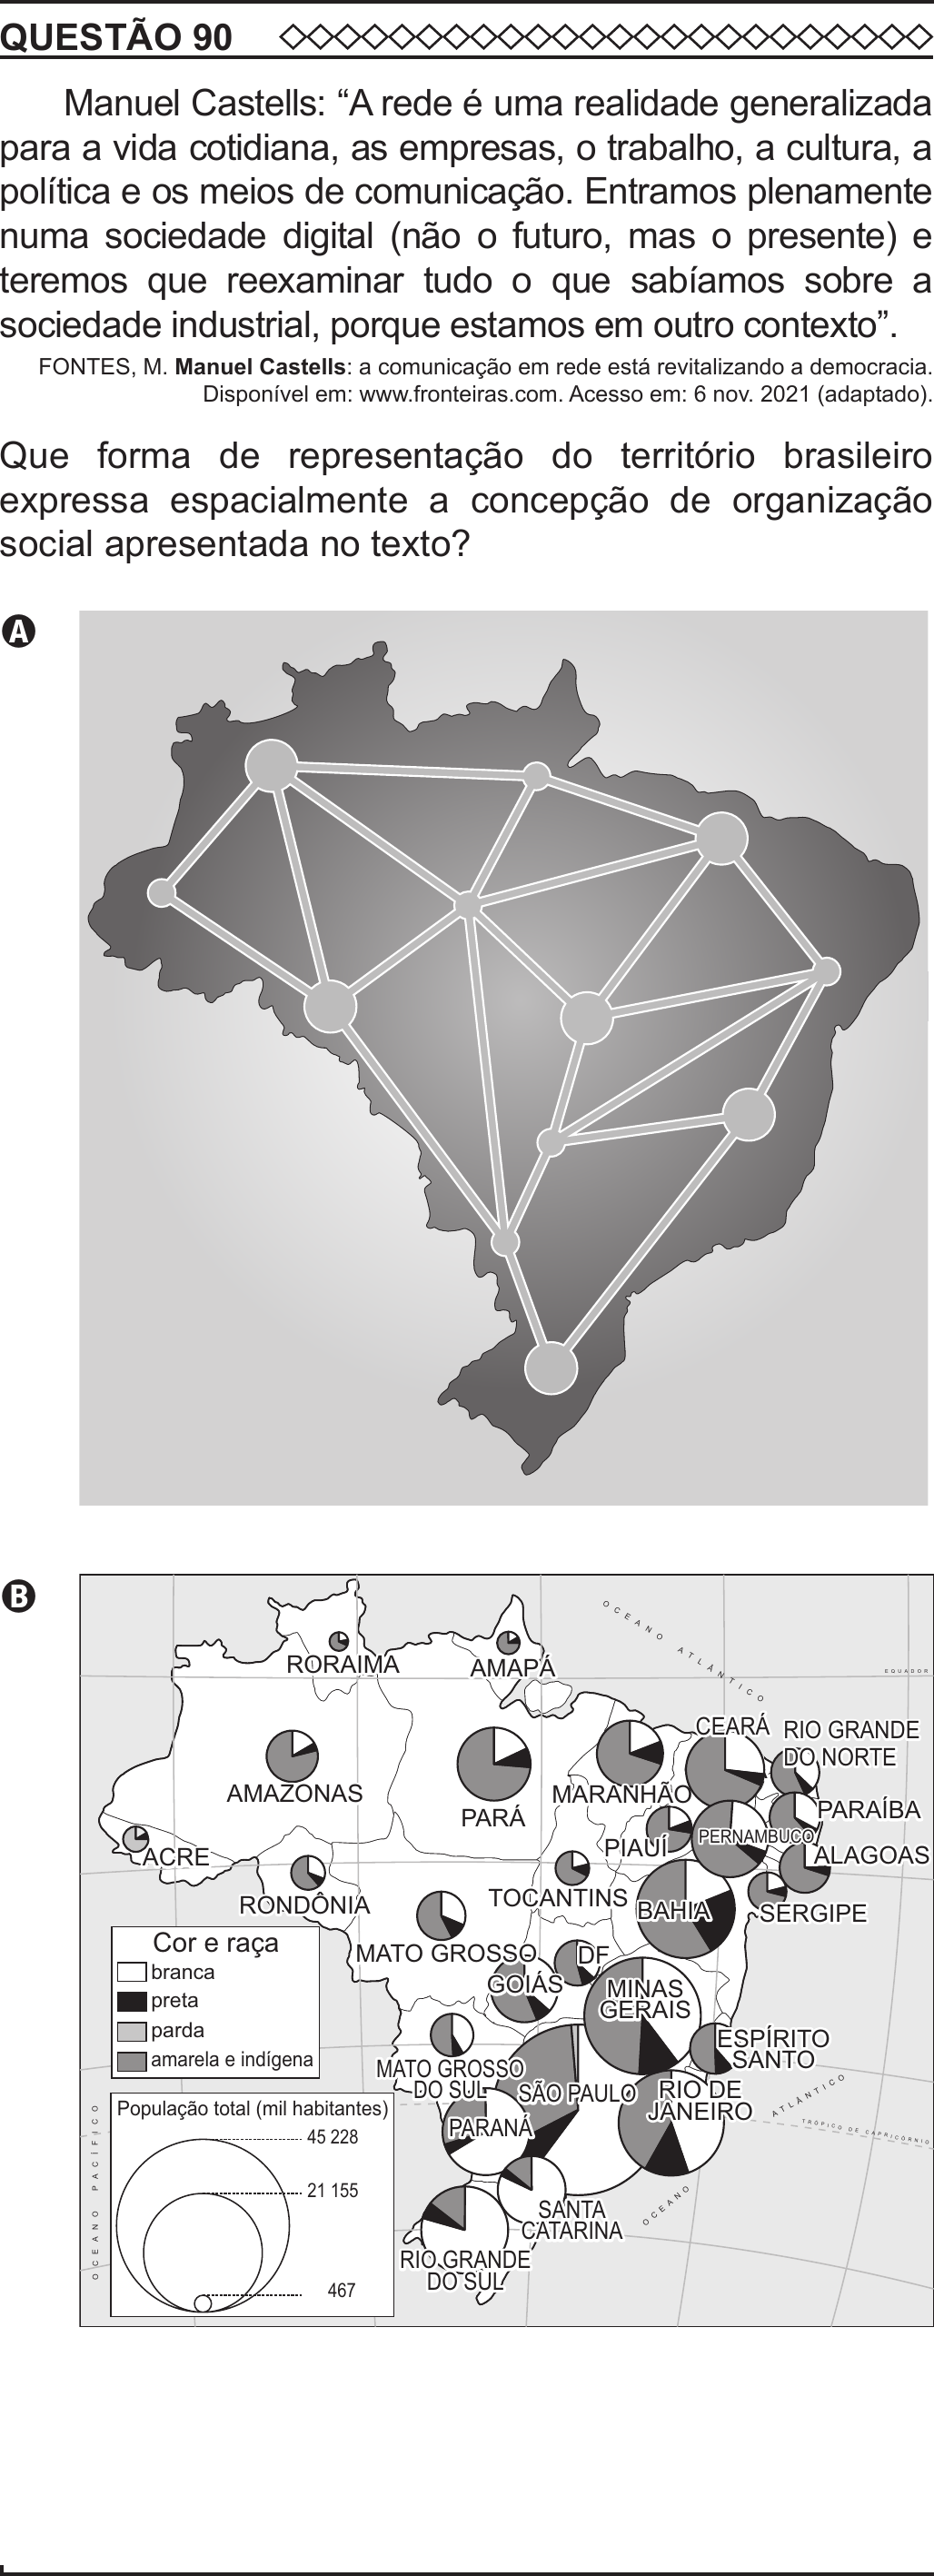 QUESTÃO 90
Manuel Castells: “A rede é uma realidade generalizada
para a vida cotidiana, as empresas, o trabalho, a cultura, a
política e os meios de comunicação. Entramos plenamente
numa sociedade digital (não o futuro, mas o presente) e
teremos que reexaminar tudo o que sabíamos sobre a
sociedade industrial, porque estamos em outro contexto”.
FONTES, M. Manuel Castells: a comunicação em rede está revitalizando a democracia.
Disponível em: www.fronteiras.com. Acesso em: 6 nov. 2021 (adaptado).
Que forma de representação do território brasileiro
expressa espacialmente a concepção de organização
social apresentada no texto?
A
B
OCEANO ATLÂNTICO
EQUADOR
RORAIMA
AMAPÁ
CEARÁ
RIO GRANDE
DO NORTE
AMAZONAS
PARÁ
MARANHÃO
PARAÍBA
PERNAMBUCO
PIAUÍ
ALAGOAS
ACRE
RONDÔNIA
TOCANTINS
BAHIA
SERGIPE
MATO GROSSO
DF
GOIÁS
MINAS
GERAIS
ESPÍRITO
SANTO
MATO GROSSO
DO SUL
SÃO PAULO
RIO DE
JANEIRO
PARANÁ
SANTA
CATARINA
RIO GRANDE
DO SUL
Cor e raça
branca
preta
parda
amarela e indígena
População total (mil habitantes)
45 228
21 155
467
OCEANO PACÍFICO
OCEANO
ATLÂNTICO
TRÓPICO DE CAPRICÓRNIO